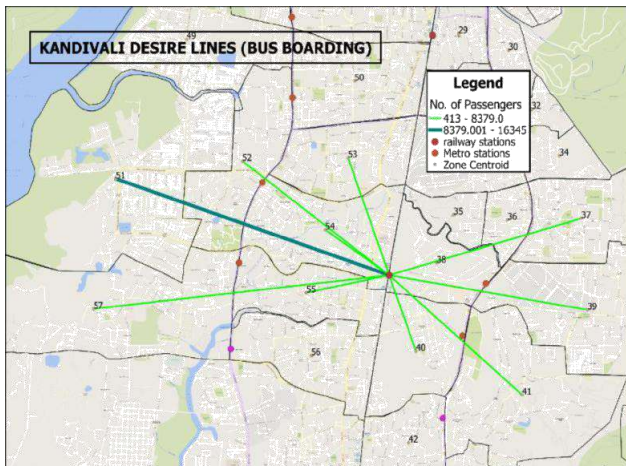 KANDIVALI DESIRE LINES (BUS BOARDING)
49
29
30
50
Legend
No. of Passengers
413 - 8379.0
8379.001 - 16345
railway stations
Metro stations
Zone Centroid
32
34
52
53
51
35
36
37
54
38
55
57
39
40
56
41
42